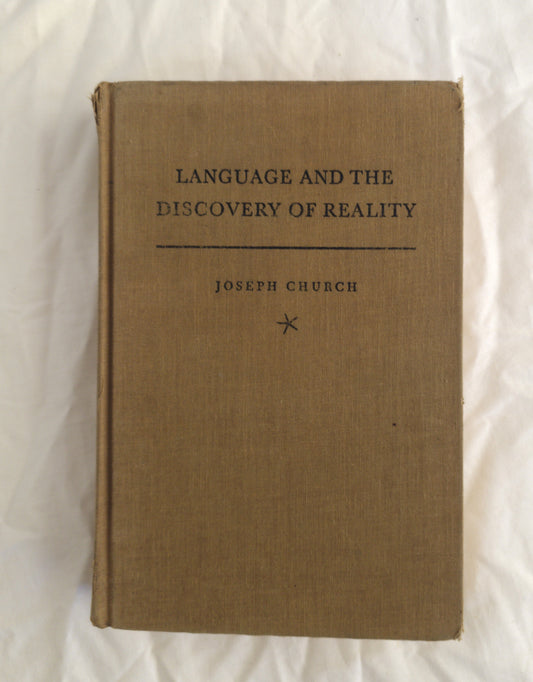 LANGUAGE AND THE
DISCOVERY OF REALITY
JOSEPH CHURCH